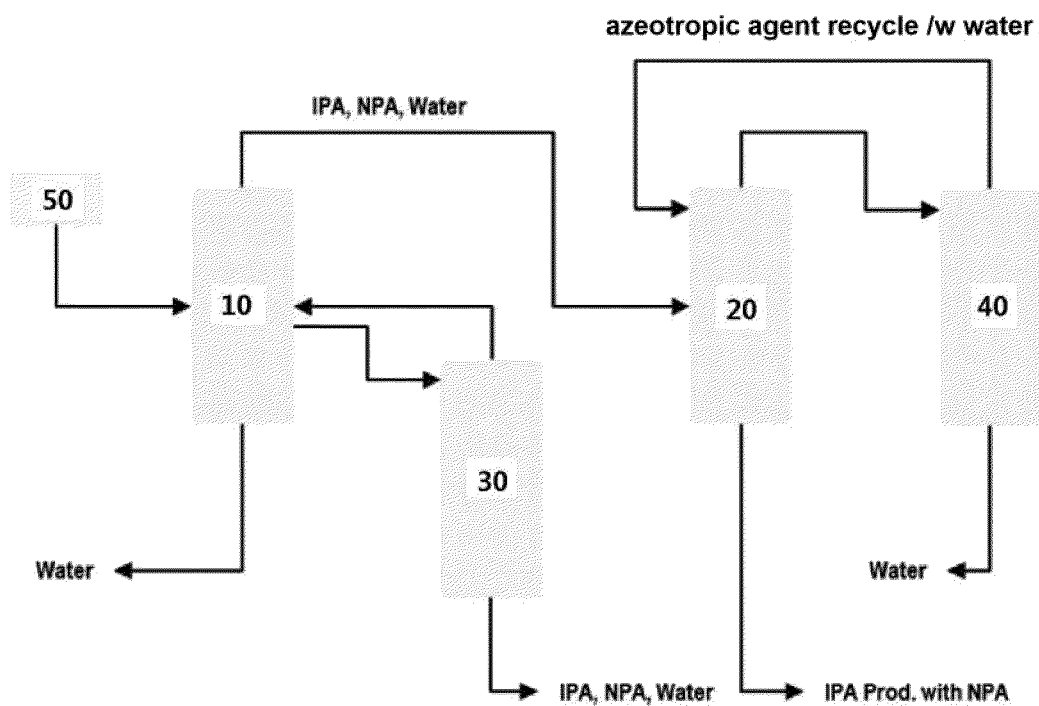 azeotropic agent recycle /w water
IPA, NPA, Water
50
10
20
40
30
Water
Water
IPA, NPA, Water
IPA Prod. with NPA